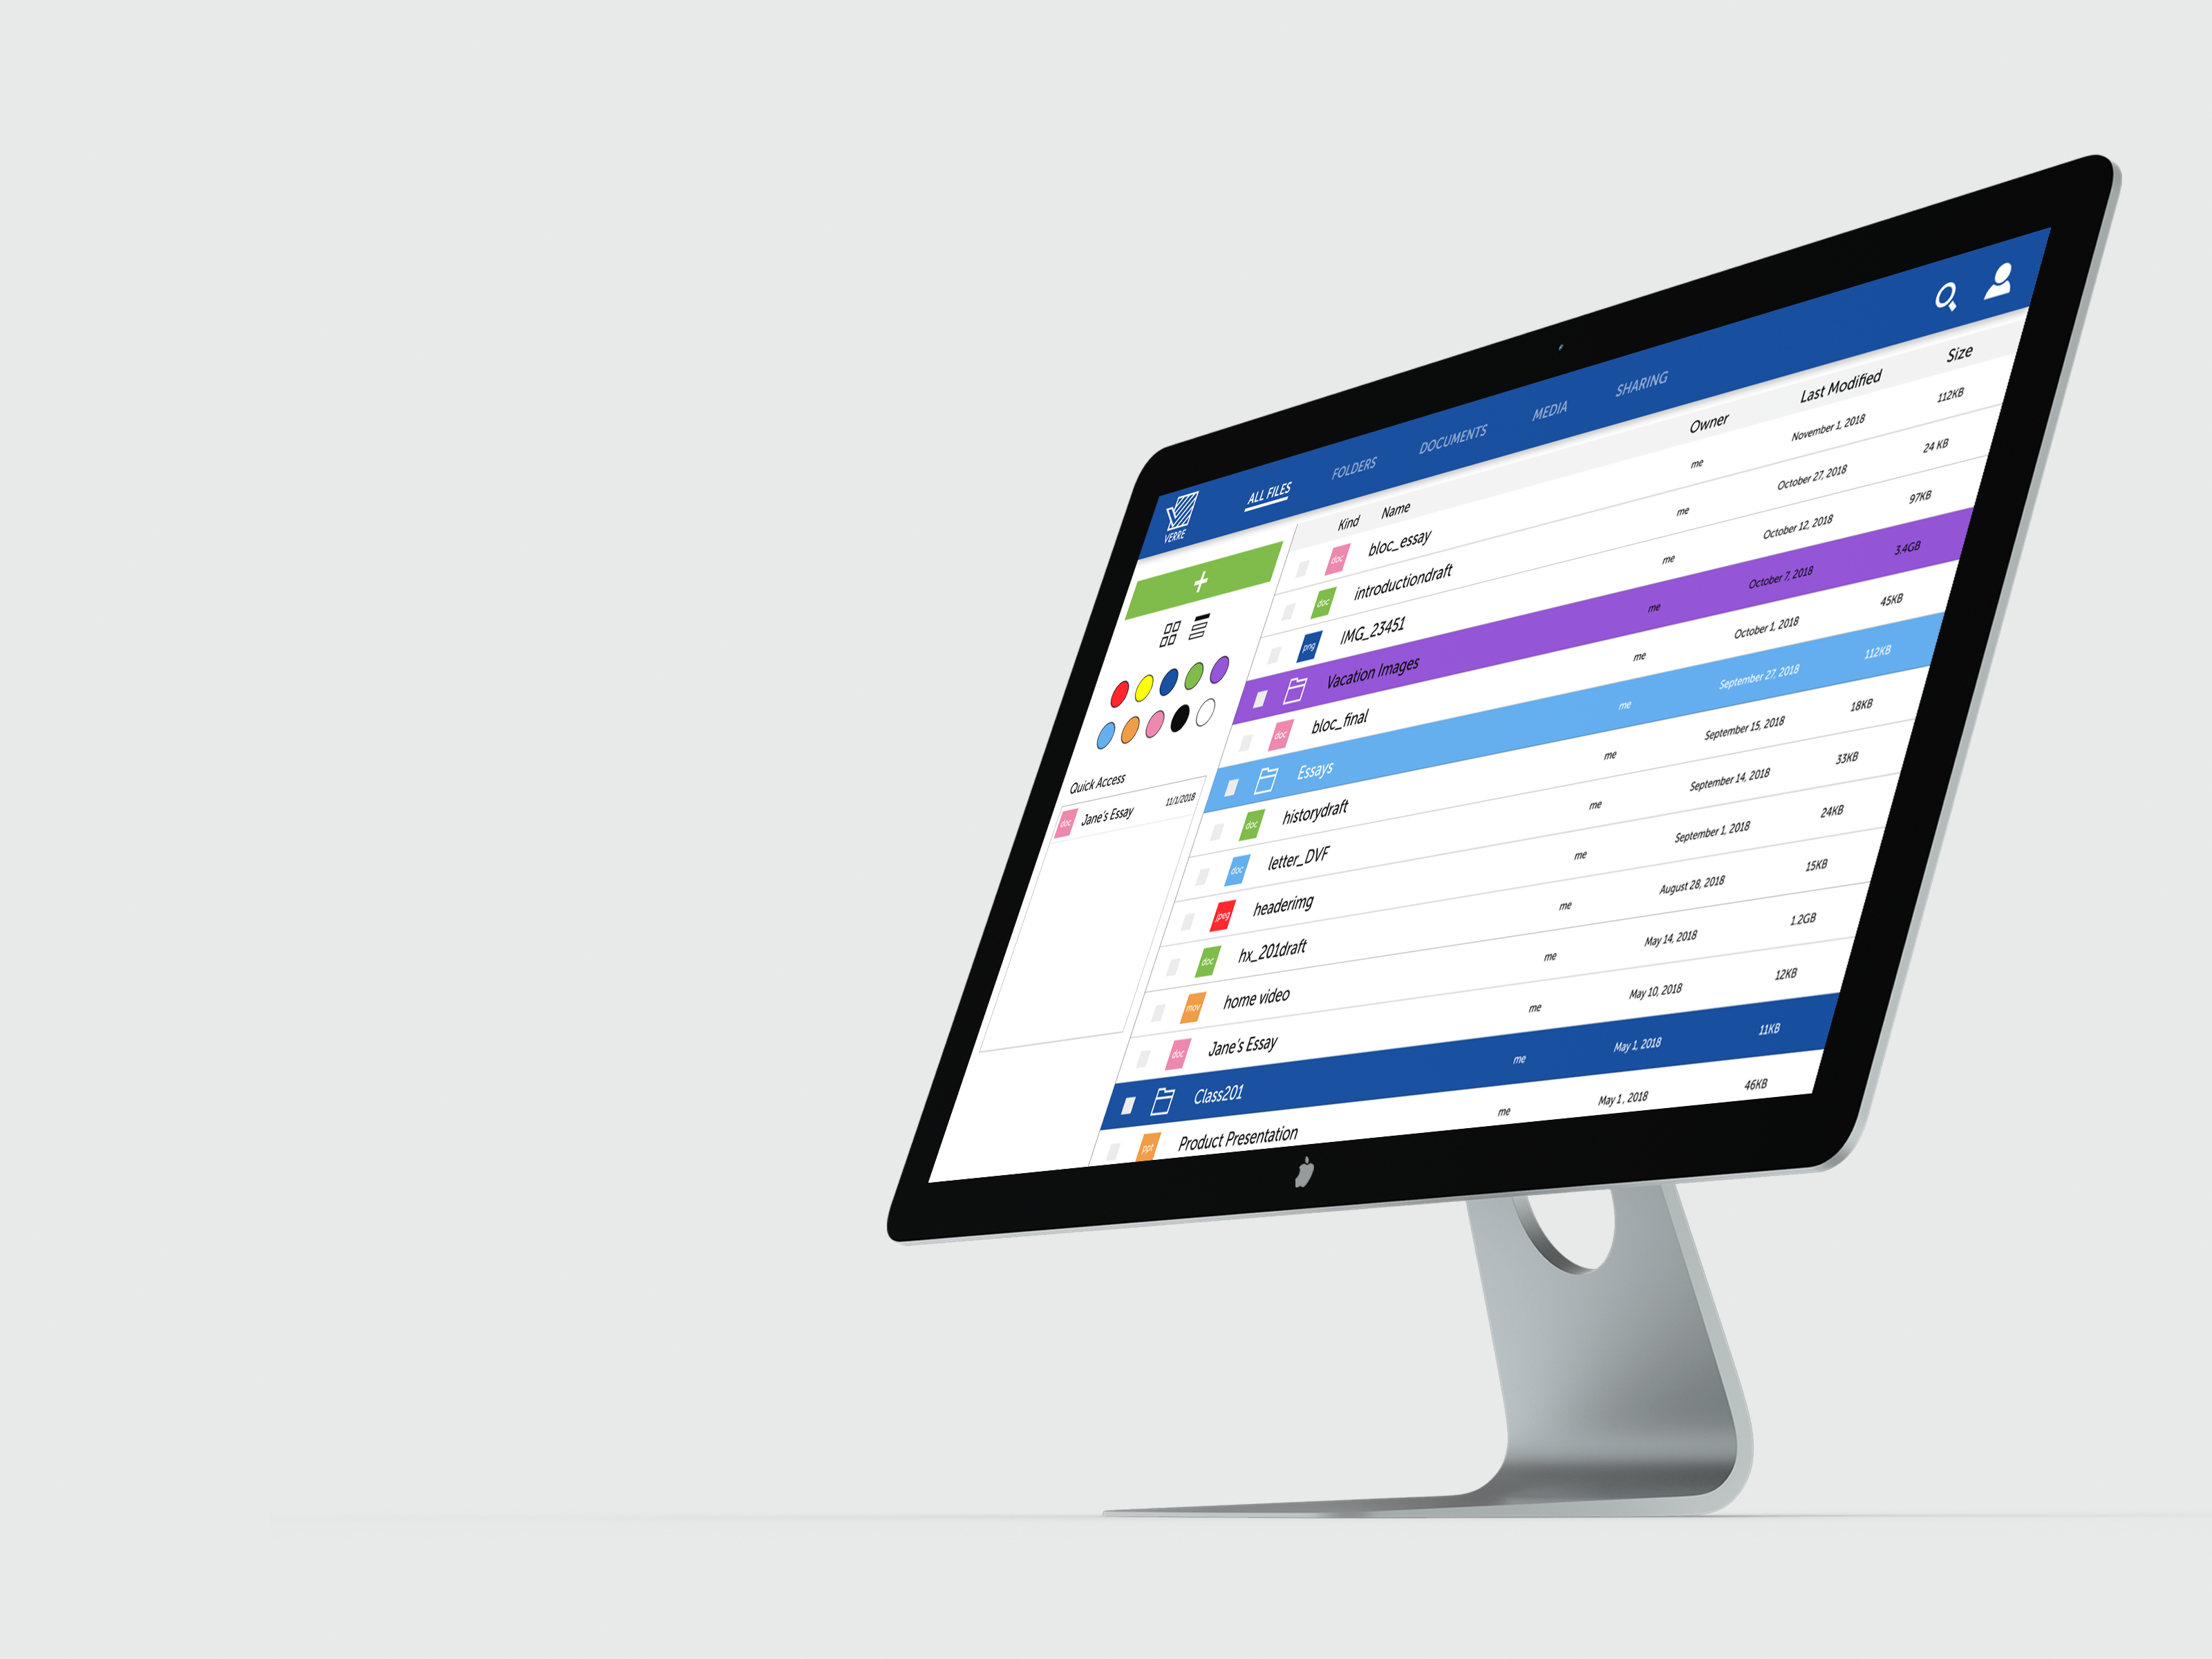 VERRE
ALL FILES FOLDERS DOCUMENTS MEDIA SHARING
+
Quick Access
doc Jane's Essay 11/1/2018
Kind Name Owner Last Modified Size
doc bloc_essay me November 1, 2018 112KB
doc introductiondraft me October 27, 2018 24 KB
png IMG_23451 me October 12, 2018 97KB
Vacation Images me October 7, 2018 3.4GB
doc bloc_final me October 1, 2018 45KB
Essays me September 27, 2018 112KB
doc historydraft me September 15, 2018 18KB
doc letter_DVF me September 14, 2018 33KB
jpeg headerimg me September 1, 2018 24KB
doc hx_201draft me August 28, 2018 15KB
mov home video me May 14, 2018 1.2GB
doc Jane's Essay me May 10, 2018 12KB
Class201 me May 1, 2018 11KB
ppt Product Presentation me May 1, 2018 46KB